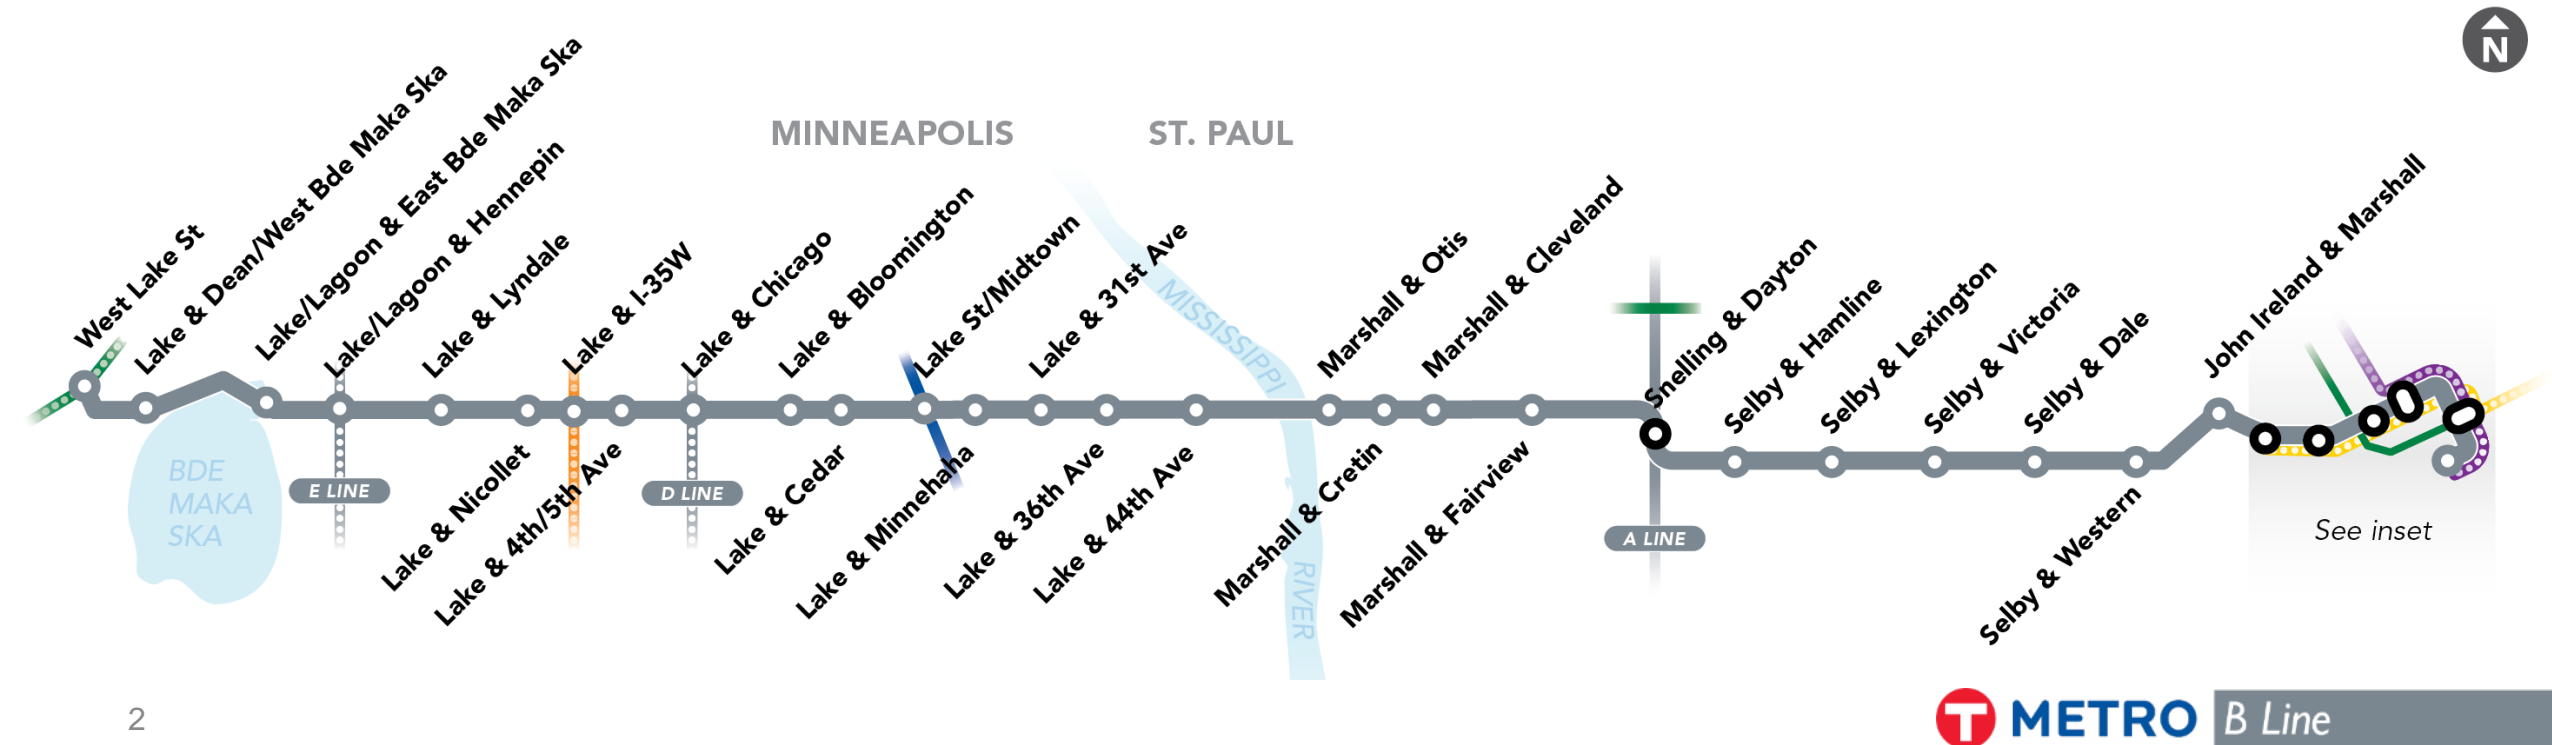 N
MINNEAPOLIS
ST. PAUL
West Lake St
Lake & Dean/West Bde Maka Ska
Lake/Lagoon & East Bde Maka Ska
Lake/Lagoon & Hennepin
Lake & Lyndale
Lake & I-35W
Lake & Chicago
Lake & Bloomington
Lake St/Midtown
Lake & 31st Ave
Marshall & Otis
Marshall & Cleveland
Snelling & Dayton
Selby & Hamline
Selby & Lexington
Selby & Victoria
Selby & Dale
John Ireland & Marshall
Lake & Nicollet
Lake & 4th/5th Ave
Lake & Cedar
Lake & Minnehaha
Lake & 36th Ave
Lake & 44th Ave
Marshall & Cretin
Marshall & Fairview
Selby & Western
BDE
MAKA
SKA
E LINE
D LINE
A LINE
MISSISSIPPI
RIVER
See inset
2
T METRO B Line